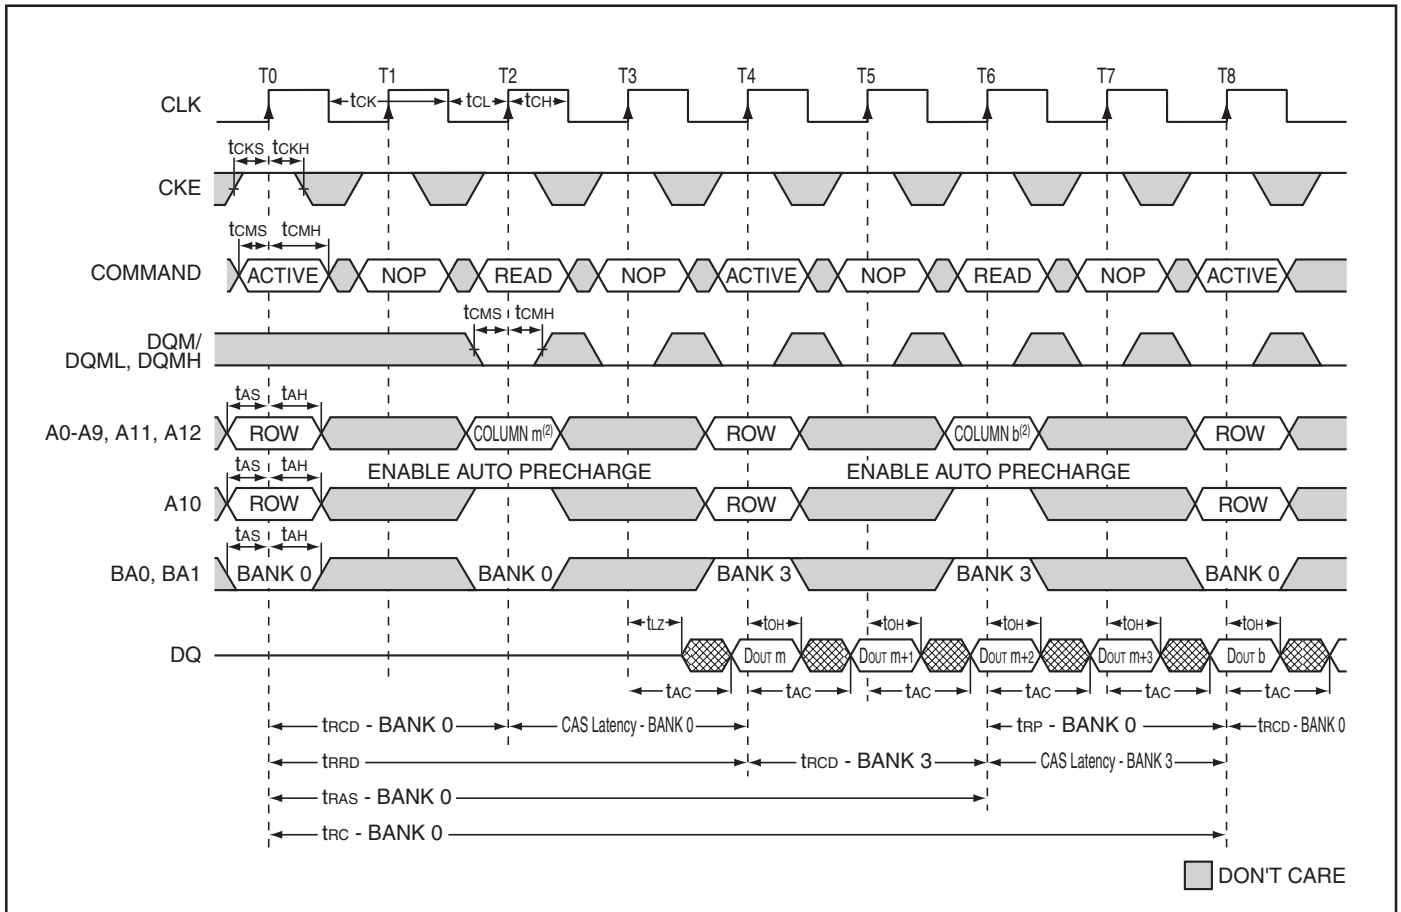 T0 T1 T2 T3 T4 T5 T6 T7 T8
CLK
tCK tCL tCH
tCKS tCKH
CKE
tCMS tCMH
COMMAND ACTIVE NOP READ NOP ACTIVE NOP READ NOP ACTIVE
tCMS tCMH
DQM/
DQML, DQMH
tAS tAH
A0-A9, A11, A12 ROW COLUMN m(2) ROW COLUMN b(2) ROW
tAS tAH ENABLE AUTO PRECHARGE ENABLE AUTO PRECHARGE
A10 ROW ROW ROW
tAS tAH
BA0, BA1 BANK 0 BANK 0 BANK 3 BANK 3 BANK 0
tLZ tOH tOH tOH tOH tOH
DQ DOUT m DOUT m+1 DOUT m+2 DOUT m+3 DOUT b
tAC tAC tAC tAC tAC tAC
tRCD - BANK 0 CAS Latency - BANK 0 tRP - BANK 0 tRCD - BANK 0
tRRD tRCD - BANK 3 CAS Latency - BANK 3
tRAS - BANK 0
tRC - BANK 0
DON'T CARE